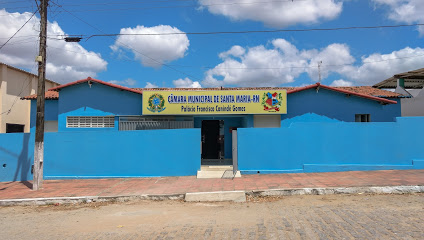 CÂMARA MUNICIPAL DE SANTA MARIA-RN
Palácio Francisco Canindé Gomes